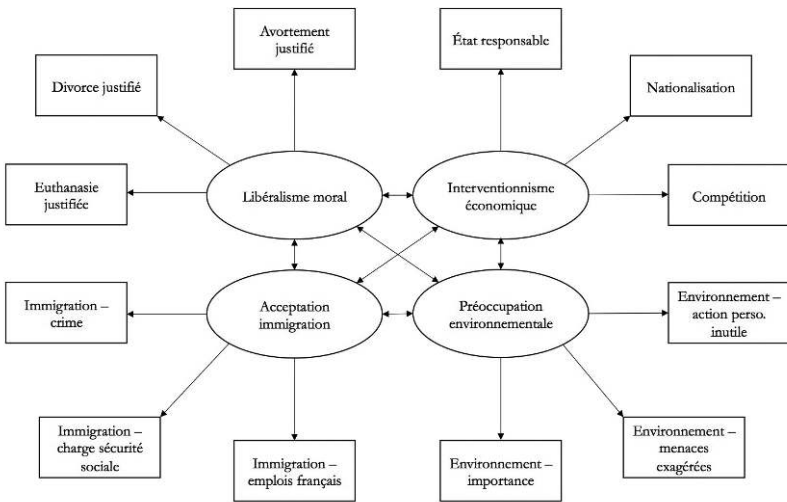 Avortement
justifié
État responsable
Divorce justifié
Nationalisation
Euthanasie
justifiée
Libéralisme moral
Interventionnisme
économique
Compétition
Immigration –
crime
Acceptation
immigration
Préoccupation
environnementale
Environnement –
action perso.
inutile
Immigration –
charge sécurité
sociale
Immigration –
emplois français
Environnement –
importance
Environnement –
menaces
exagérées